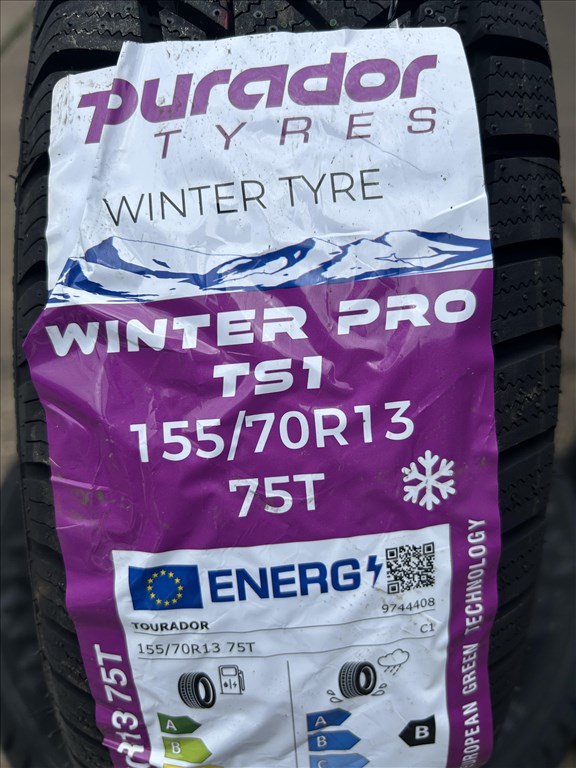 purador
TYRES
WINTER TYRE
WINTER PRO
TS1
155/70R13
75T
ENERG
9744408
TOURADOR
C1
155/70R13 75T
A
B
A
B
C
B
R13 75T
UROPEAN GREEN TECHNOLOGY